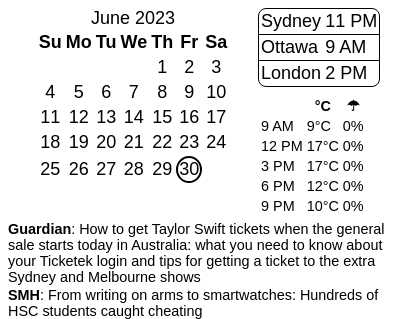 June 2023
Su Mo Tu We Th Fr Sa
1 2 3
4 5 6 7 8 9 10
11 12 13 14 15 16 17
18 19 20 21 22 23 24
25 26 27 28 29 30
Sydney 11 PM
Ottawa 9 AM
London 2 PM
°C ☂
9 AM 9°C 0%
12 PM 17°C 0%
3 PM 17°C 0%
6 PM 12°C 0%
9 PM 10°C 0%
Guardian: How to get Taylor Swift tickets when the general
sale starts today in Australia: what you need to know about
your Ticketek login and tips for getting a ticket to the extra
Sydney and Melbourne shows
SMH: From writing on arms to smartwatches: Hundreds of
HSC students caught cheating